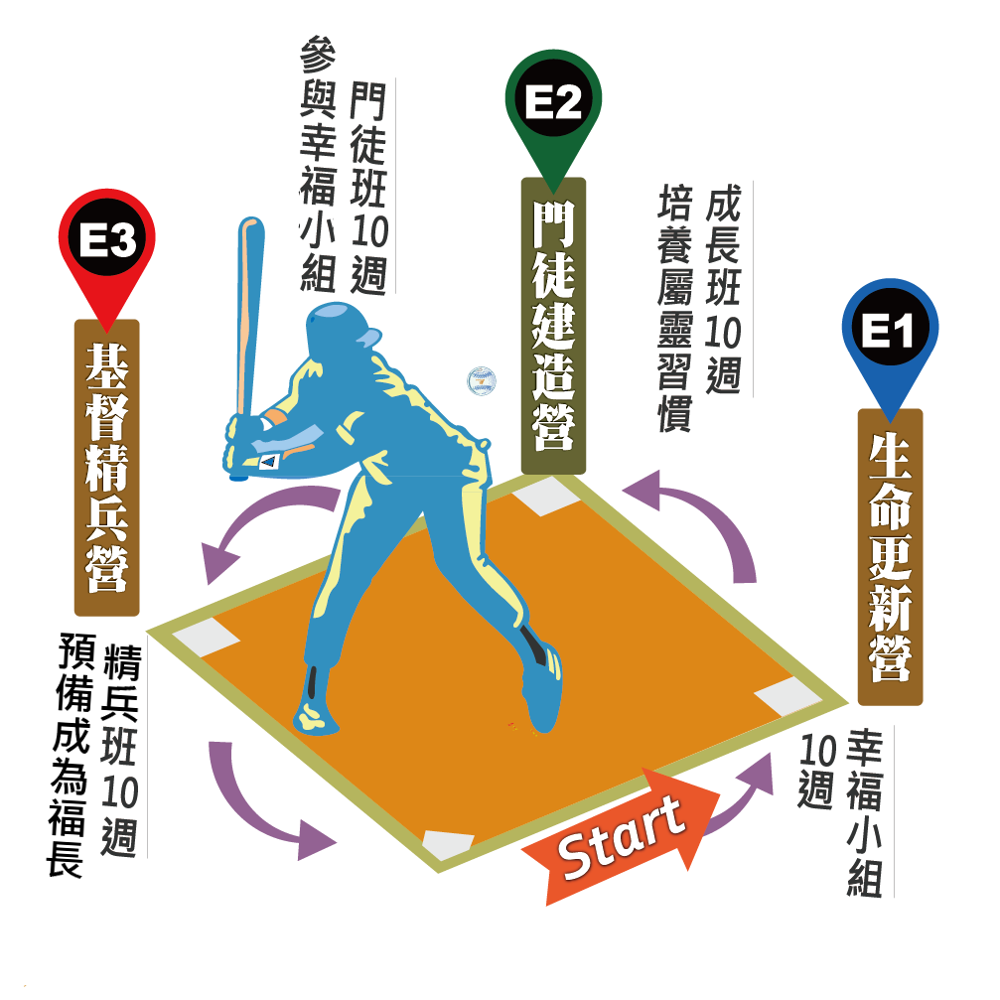 Start
幸福小組
10週
E1
生命更新營
成長班10週
培養屬靈習慣
E2
門徒建造營
門徒班10週
參與幸福小組
E3
基督精兵營
精兵班10週
預備成為福長